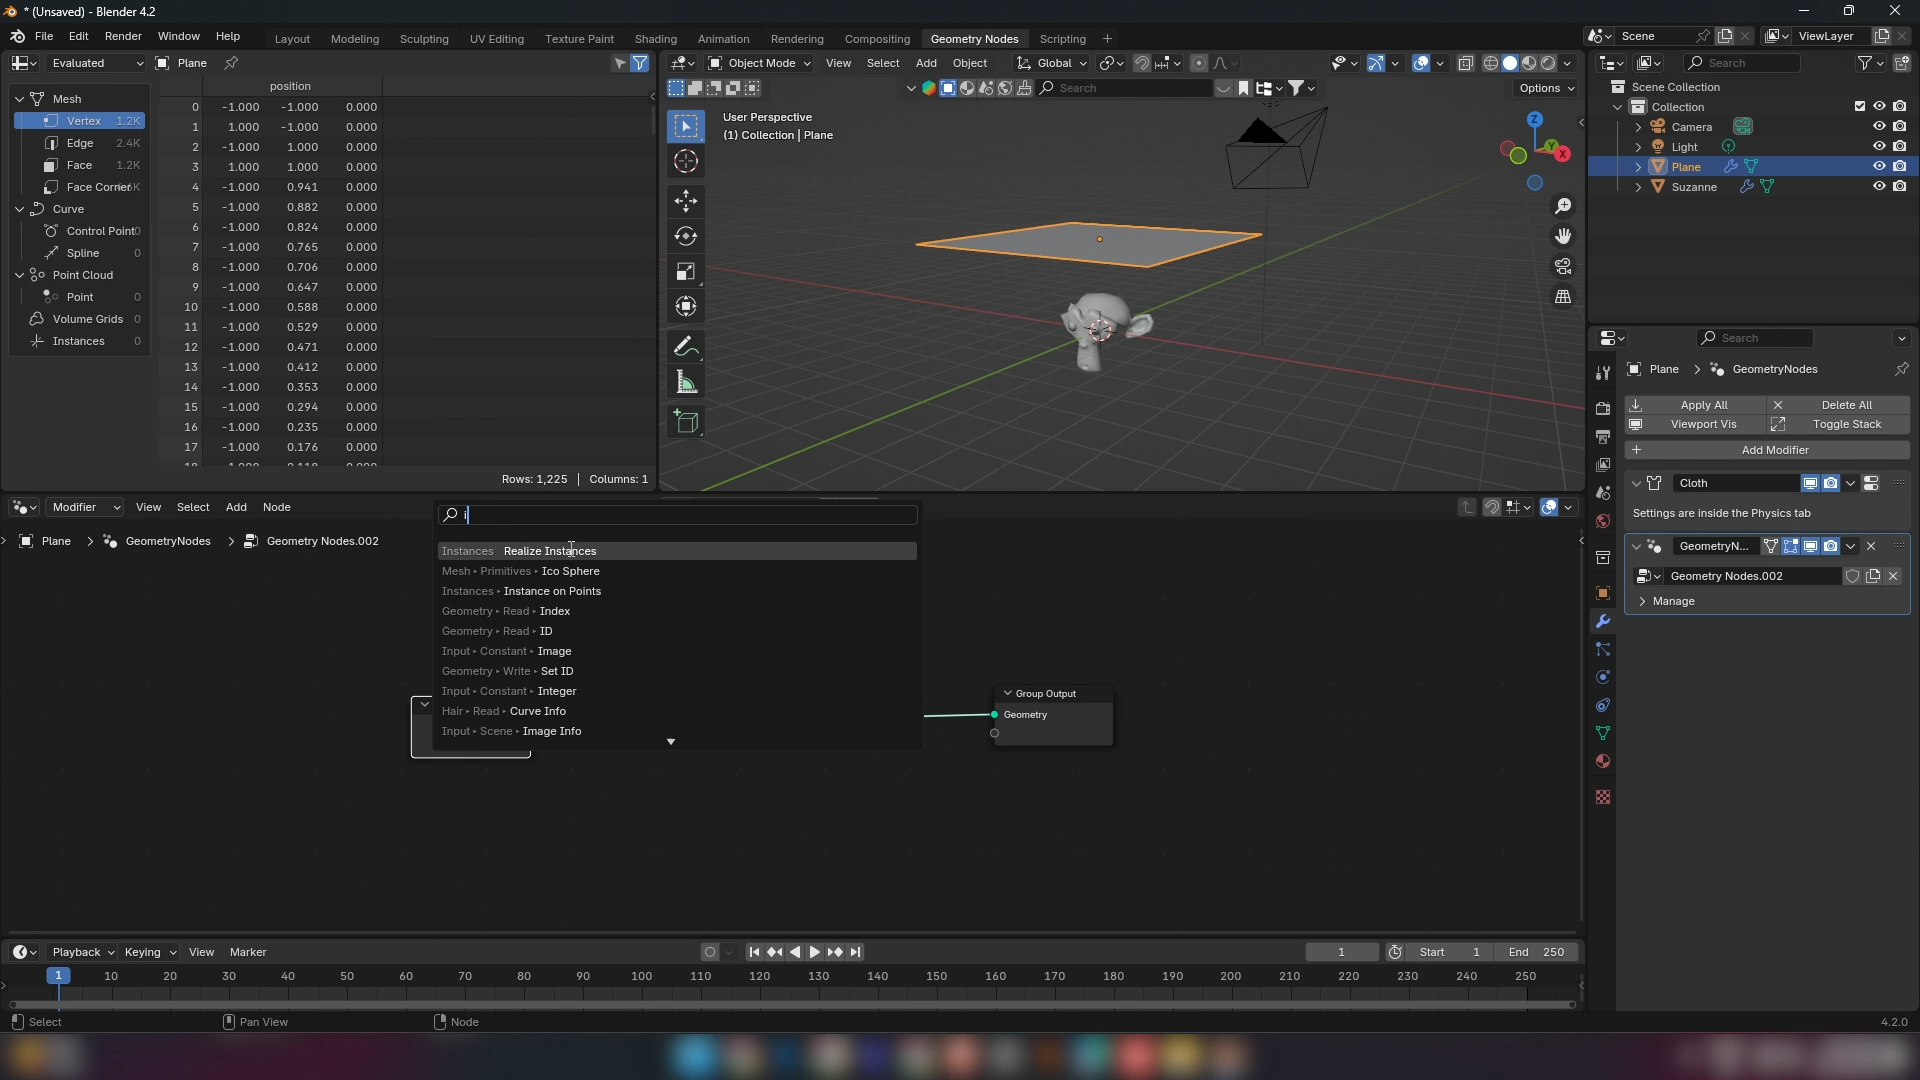 * (Unsaved) - Blender 4.2
File Edit Render Window Help Layout Modeling Sculpting UV Editing Texture Paint Shading Animation Rendering Compositing Geometry Nodes Scripting + Scene ViewLayer
Evaluated Plane
Object Mode View Select Add Object Global
Search
position
Search Options
Mesh
Vertex 1.2K
Edge 2.4K
Face 1.2K
Face Corner
Curve
Control Point 0
Spline 0
Point Cloud
Point 0
Volume Grids 0
Instances 0
0 -1.000 -1.000 0.000
1 1.000 -1.000 0.000
2 -1.000 1.000 0.000
3 1.000 1.000 0.000
4 -1.000 0.941 0.000
5 -1.000 0.882 0.000
6 -1.000 0.824 0.000
7 -1.000 0.765 0.000
8 -1.000 0.706 0.000
9 -1.000 0.647 0.000
10 -1.000 0.588 0.000
11 -1.000 0.529 0.000
12 -1.000 0.471 0.000
13 -1.000 0.412 0.000
14 -1.000 0.353 0.000
15 -1.000 0.294 0.000
16 -1.000 0.235 0.000
17 -1.000 0.176 0.000
Rows: 1,225 | Columns: 1
User Perspective
(1) Collection | Plane
Z
Y
X
Scene Collection
Collection
Camera
Light
Plane
Suzanne
Search
Plane > GeometryNodes
Apply All Delete All
Viewport Vis Toggle Stack
Add Modifier
Cloth
Settings are inside the Physics tab
GeometryN...
Geometry Nodes.002
Manage
Modifier View Select Add Node
Plane > GeometryNodes > Geometry Nodes.002
i
Instances Realize Instances
Mesh Primitives Ico Sphere
Instances Instance on Points
Geometry Read Index
Geometry Read ID
Input Constant Image
Geometry Write Set ID
Input Constant Integer
Hair Read Curve Info
Input Scene Image Info
Group Output
Geometry
Playback Keying View Marker 1 Start 1 End 250
1 10 20 30 40 50 60 70 80 90 100 110 120 130 140 150 160 170 180 190 200 210 220 230 240 250
Select Pan View Node 4.2.0